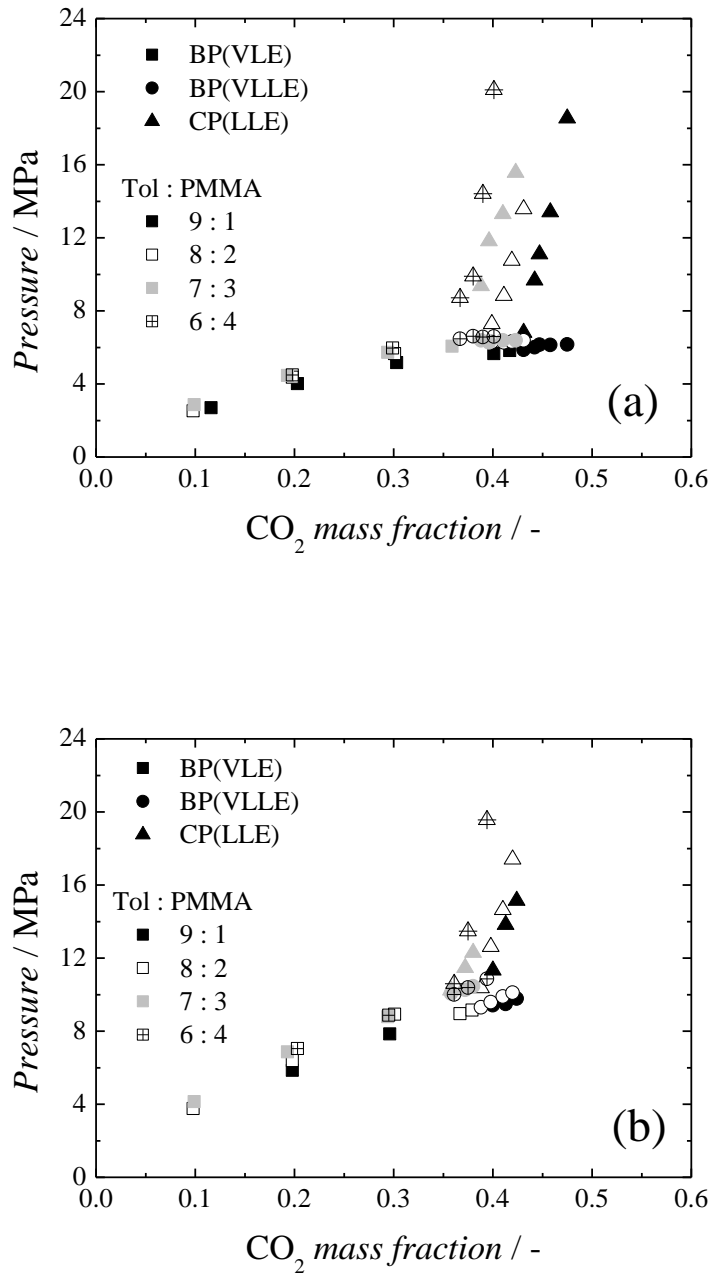 24
20
16
12
8
4
0
Pressure / MPa
BP(VLE)
BP(VLLE)
CP(LLE)
Tol : PMMA
9 : 1
8 : 2
7 : 3
6 : 4
(a)
0.0 0.1 0.2 0.3 0.4 0.5 0.6
CO₂ mass fraction / -
24
20
16
12
8
4
0
Pressure / MPa
BP(VLE)
BP(VLLE)
CP(LLE)
Tol : PMMA
9 : 1
8 : 2
7 : 3
6 : 4
(b)
0.0 0.1 0.2 0.3 0.4 0.5 0.6
CO₂ mass fraction / -